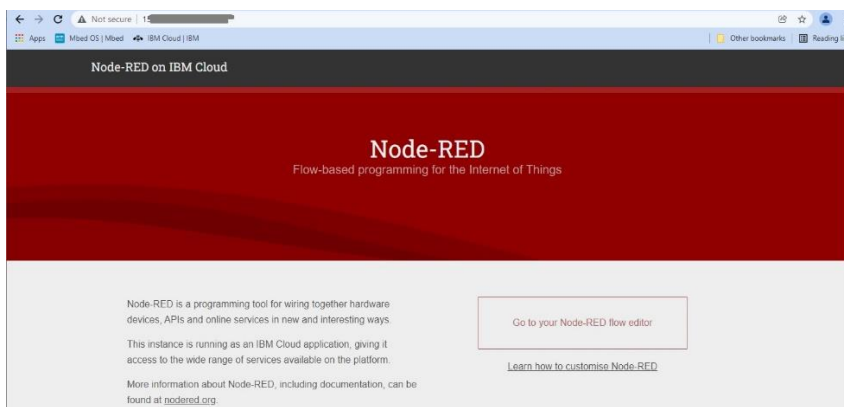 Not secure
Apps Mbed OS | Mbed IBM Cloud | IBM Other bookmarks Reading
Node-RED on IBM Cloud
Node-RED
Flow-based programming for the Internet of Things
Node-RED is a programming tool for wiring together hardware
devices, APIs and online services in new and interesting ways.
This instance is running as an IBM Cloud application, giving it
access to the wide range of services available on the platform.
More information about Node-RED, including documentation, can be
found at nodered.org.
Go to your Node-RED flow editor
Learn how to customise Node-RED